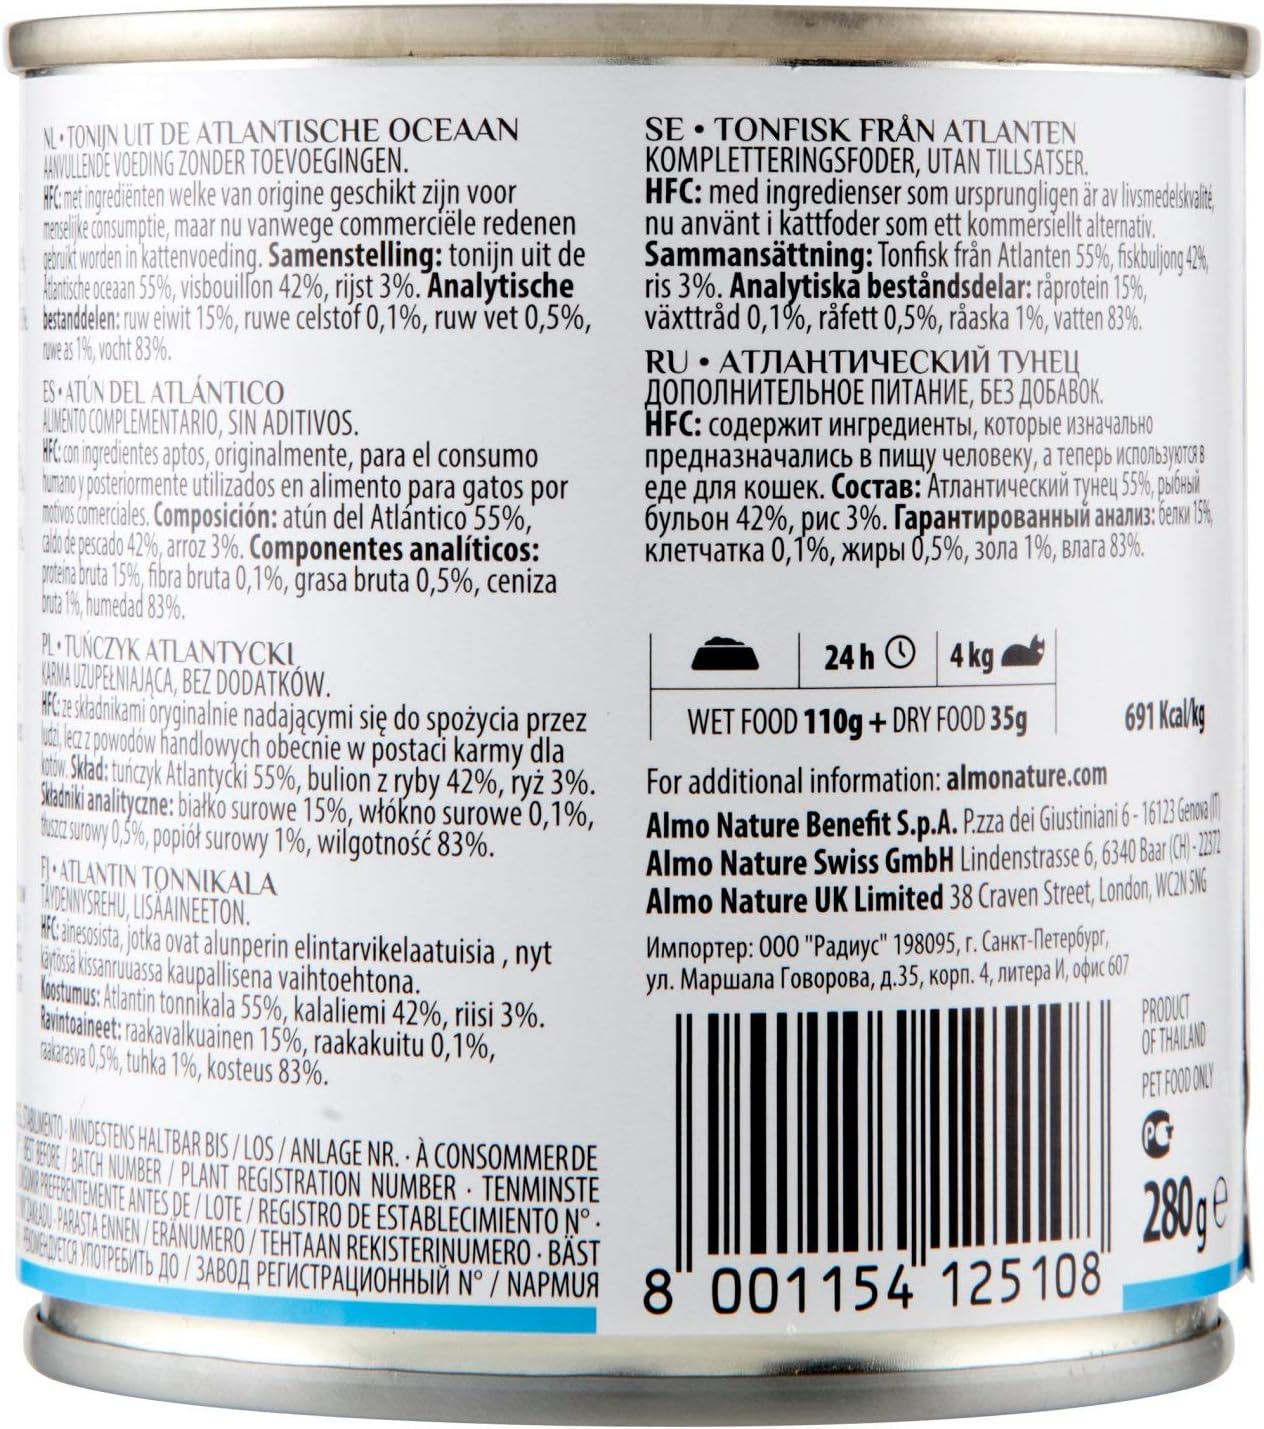 NL • TONIJN UIT DE ATLANTISCHE OCEAAN
AANVULLENDE VOEDING ZONDER TOEVOEGINGEN.
HFC: met ingrediënten welke van origine geschikt zijn voor
menselijke consumptie, maar nu vanwege commerciële redenen
gebruikt worden in kattenvoeding. Samenstelling: tonijn uit de
Atlantische oceaan 55%, visbouillon 42%, rijst 3%. Analytische
bestanddelen: ruw eiwit 15%, ruwe celstof 0,1%, ruw vet 0,5%,
ruwe as 1%, vocht 83%.
ES • ATÚN DEL ATLÁNTICO
ALIMENTO COMPLEMENTARIO, SIN ADITIVOS.
HFC: con ingredientes aptos, originalmente, para el consumo
humano y posteriormente utilizados en alimento para gatos por
motivos comerciales. Composición: atún del Atlántico 55%,
caldo de pescado 42%, arroz 3%. Componentes analíticos:
proteína bruta 15%, fibra bruta 0,1%, grasa bruta 0,5%, ceniza
bruta 1%, humedad 83%.
PL • TUŃCZYK ATLANTYCKI
KARMA UZUPEŁNIAJĄCA, BEZ DODATKÓW.
HFC: ze składnikami oryginalnie nadającymi się do spożycia przez
ludzi, lecz z powodów handlowych obecnie w postaci karmy dla
kotów. Skład: tuńczyk Atlantycki 55%, bulion z ryby 42%, ryż 3%.
Składniki analityczne: białko surowe 15%, włókno surowe 0,1%,
tłuszcz surowy 0,5%, popiół surowy 1%, wilgotność 83%.
FI • ATLANTIN TONNIKALA
TÄYDENNYSREHU, LISÄAINEETON.
HFC: ainesosista, jotka ovat alunperin elintarvikelaatuisia , nyt
käytössä kissanruuassa kaupallisena vaihtoehtona.
Koostumus: Atlantin tonnikala 55%, kalaliemi 42%, riisi 3%.
Ravintoaineet: raakavalkuainen 15%, raakakuitu 0,1%,
raakarasva 0,5%, tuhka 1%, kosteus 83%.
STABILIMENTO · MINDESTENS HALTBAR BIS / LOS / ANLAGE NR. · À CONSOMMER DE
BEST BEFORE / BATCH NUMBER / PLANT REGISTRATION NUMBER · TENMINSTE
PREFERENTEMENTE ANTES DE / LOTE / REGISTRO DE ESTABLECIMIENTO N° ·
PARASTA ENNEN / ERÄNUMERO / TEHTAAN REKISTERINUMERO · BÄST
УПОТРЕБИТЬ ДО / ЗАВОД РЕГИСТРАЦИОННЫЙ N° / NАРМИЯ
SE • TONFISK FRÅN ATLANTEN
KOMPLETTERINGSFODER, UTAN TILLSATSER.
HFC: med ingredienser som ursprungligen är av livsmedelskvalité,
nu använt i kattfoder som ett kommersiellt alternativ.
Sammansättning: Tonfisk från Atlanten 55%, fiskbuljong 42%,
ris 3%. Analytiska beståndsdelar: råprotein 15%,
växttråd 0,1%, råfett 0,5%, råaska 1%, vatten 83%.
RU • АТЛАНТИЧЕСКИЙ ТУНЕЦ
ДОПОЛНИТЕЛЬНОЕ ПИТАНИЕ, БЕЗ ДОБАВОК.
HFC: содержит ингредиенты, которые изначально
предназначались в пищу человеку, а теперь используются в
еде для кошек. Состав: Атлантический тунец 55%, рыбный
бульон 42%, рис 3%. Гарантированный анализ: белки 15%,
клетчатка 0,1%, жиры 0,5%, зола 1%, влага 83%.
24 h 4 kg
WET FOOD 110g + DRY FOOD 35g
691 Kcal/kg
For additional information: almonature.com
Almo Nature Benefit S.p.A. P.zza dei Giustiniani 6 - 16123 Genova (IT)
Almo Nature Swiss GmbH Lindenstrasse 6, 6340 Baar (CH) - 22372
Almo Nature UK Limited 38 Craven Street, London, WC2N 5NG
Импортер: ООО "Радиус" 198095, г. Санкт-Петербург,
ул. Маршала Говорова, д.35, корп. 4, литера И, офис 607
PRODUCT
OF THAILAND
PET FOOD ONLY
280g e
8 001154 125108